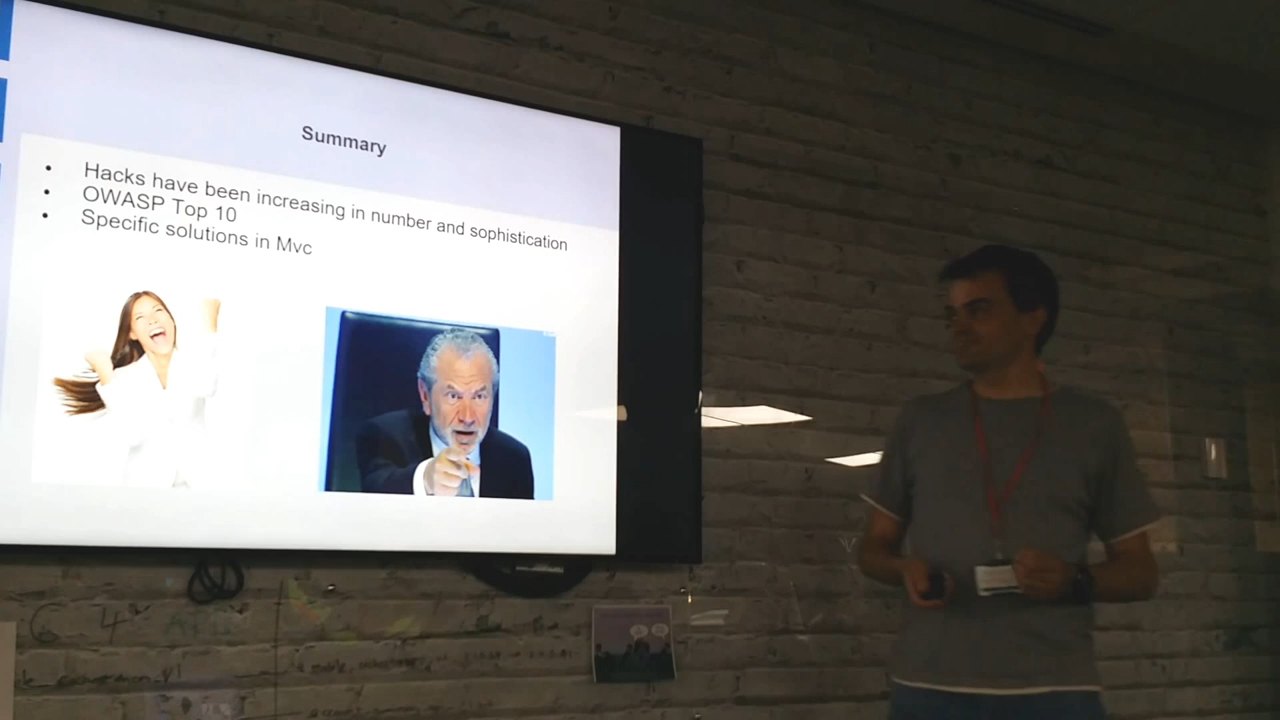 Summary
• Hacks have been increasing in number and sophistication
• OWASP Top 10
• Specific solutions in Mvc